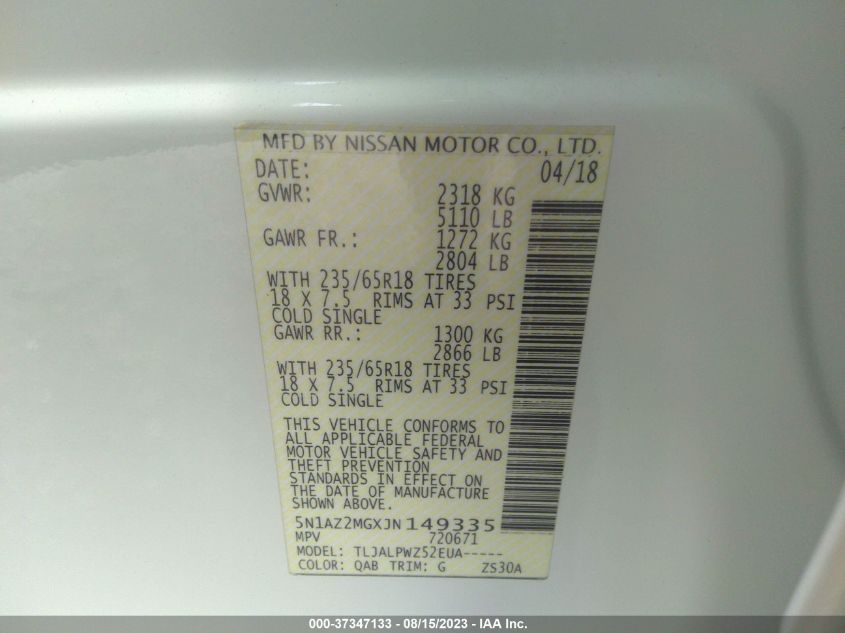 MFD BY NISSAN MOTOR CO., LTD.
DATE: 04/18
GVWR: 2318 KG
5110 LB
GAWR FR.: 1272 KG
2804 LB
WITH 235/65R18 TIRES
18 X 7.5 RIMS AT 33 PSI
COLD SINGLE
GAWR RR.: 1300 KG
2866 LB
WITH 235/65R18 TIRES
18 X 7.5 RIMS AT 33 PSI
COLD SINGLE
THIS VEHICLE CONFORMS TO
ALL APPLICABLE FEDERAL
MOTOR VEHICLE SAFETY AND
THEFT PREVENTION
STANDARDS IN EFFECT ON
THE DATE OF MANUFACTURE
SHOWN ABOVE.
5N1AZ2MGXJN149335
MPV 720671
MODEL: TLJALPWZ52EUA-----
COLOR: QAB TRIM: G ZS30A
000-37347133 - 08/15/2023 - IAA Inc.